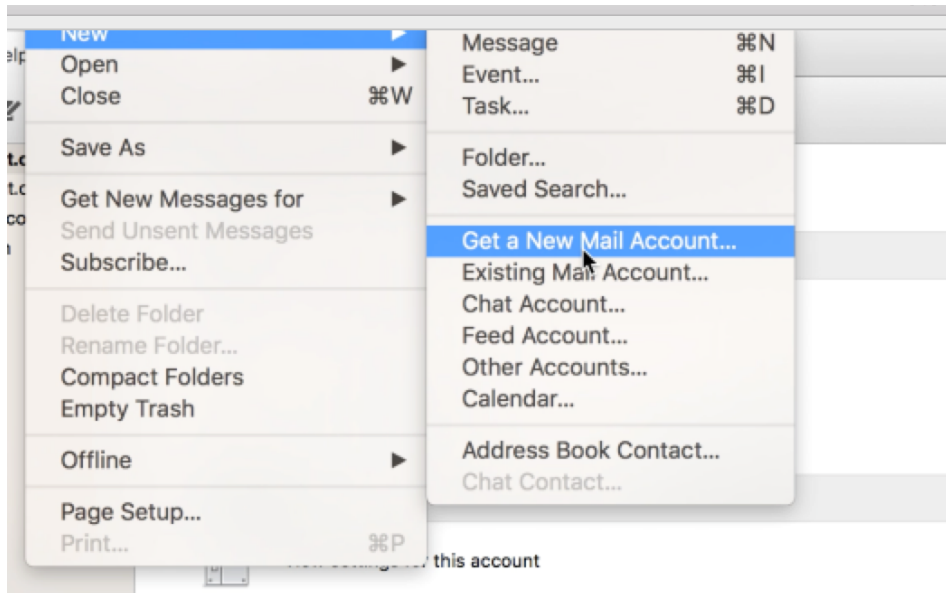 New ▶
Open ▶
Close ⌘W
Save As ▶
Get New Messages for ▶
Send Unsent Messages
Subscribe...
Delete Folder
Rename Folder...
Compact Folders
Empty Trash
Offline ▶
Page Setup...
Print... ⌘P
Message ⌘N
Event... ⌘I
Task... ⌘D
Folder...
Saved Search...
Get a New Mail Account...
Existing Mail Account...
Chat Account...
Feed Account...
Other Accounts...
Calendar...
Address Book Contact...
Chat Contact...
this account